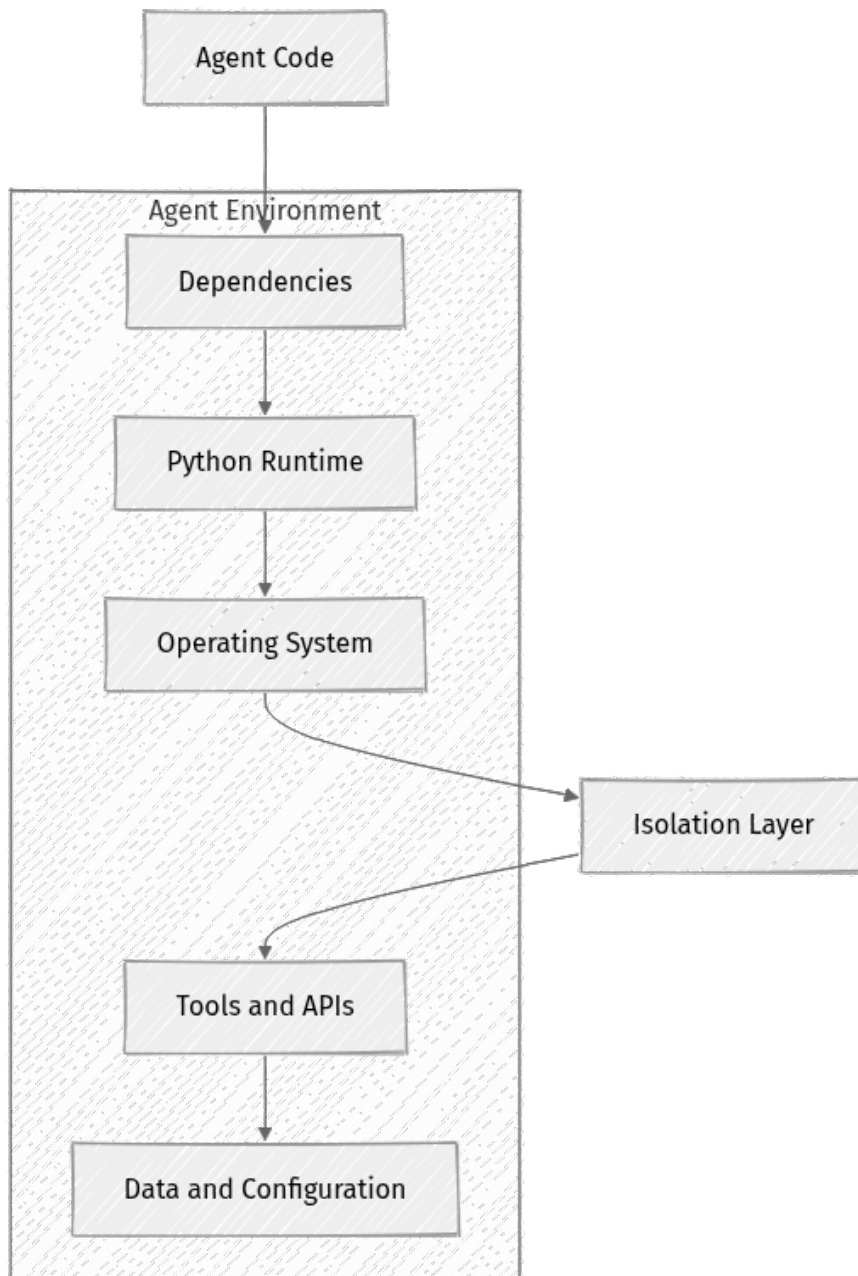 Agent Code
Agent Environment
Dependencies
Python Runtime
Operating System
Isolation Layer
Tools and APIs
Data and Configuration